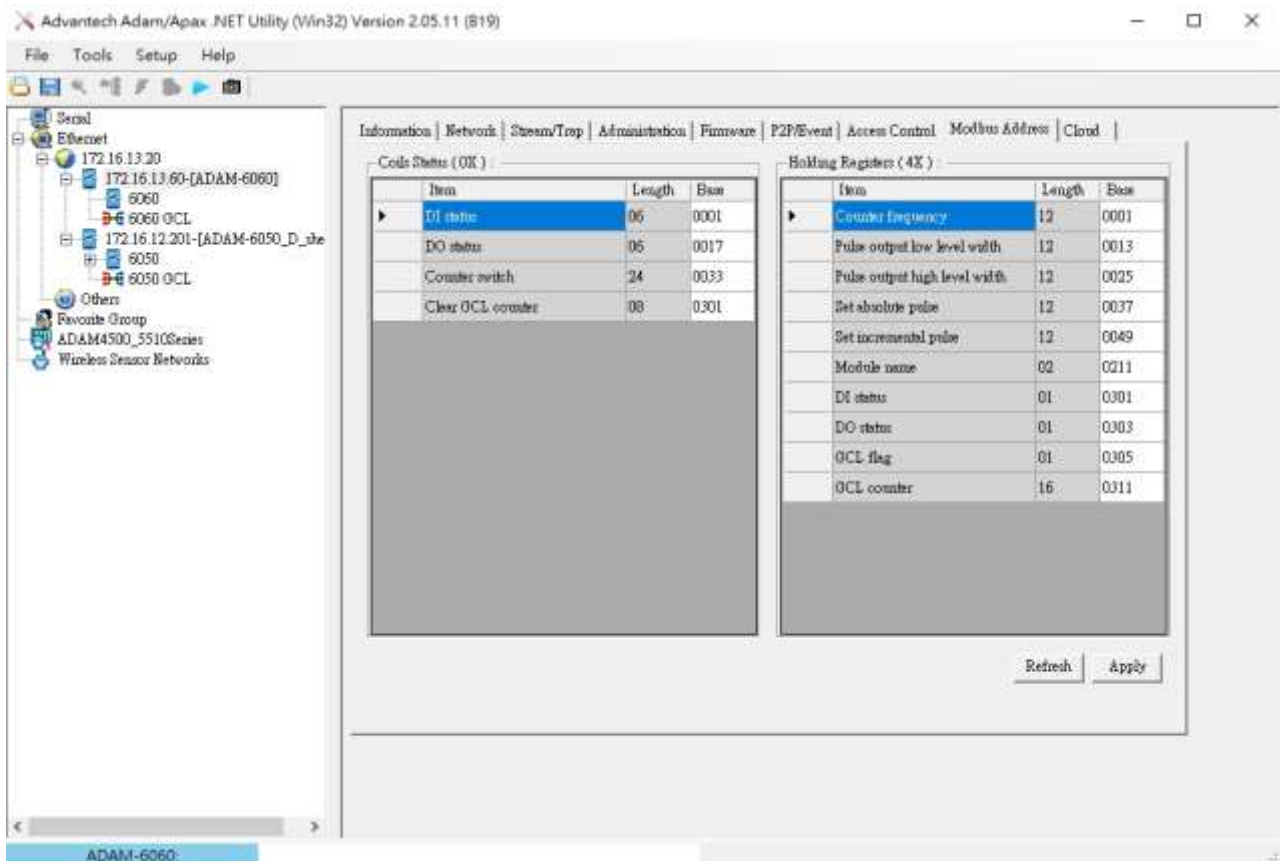 Advantech Adam/Apax .NET Utility (Win32) Version 2.05.11 (B19)
File Tools Setup Help
Serial
Ethernet
172.16.13.20
172.16.13.60-[ADAM-6060]
6060
6060 GCL
172.16.12.201-[ADAM-6050_D_she
6050
6050 GCL
Others
Favorite Group
ADAM4500_5510Series
Wireless Sensor Networks
Information Network Stream/Trap Administration Firmware P2P/Event Access Control Modbus Address Cloud
Coils Status ( 0X ) :
Item Length Base
DI status 06 0001
DO status 06 0017
Counter switch 24 0033
Clear GCL counter 08 0301
Holding Registers ( 4X ) :
Item Length Base
Counter frequency 12 0001
Pulse output low level width 12 0013
Pulse output high level width 12 0025
Set absolute pulse 12 0037
Set incremental pulse 12 0049
Module name 02 0211
DI status 01 0301
DO status 01 0303
GCL flag 01 0305
GCL counter 16 0311
Refresh Apply
ADAM-6060: